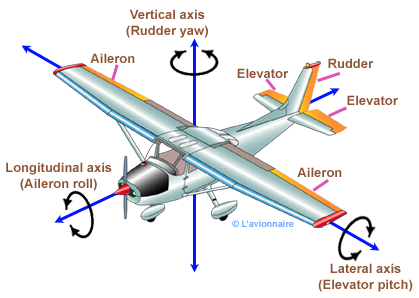 Vertical axis
(Rudder yaw)
Aileron
Rudder
Elevator
Elevator
Longitudinal axis
(Aileron roll)
Aileron
© L'avionnaire
Lateral axis
(Elevator pitch)